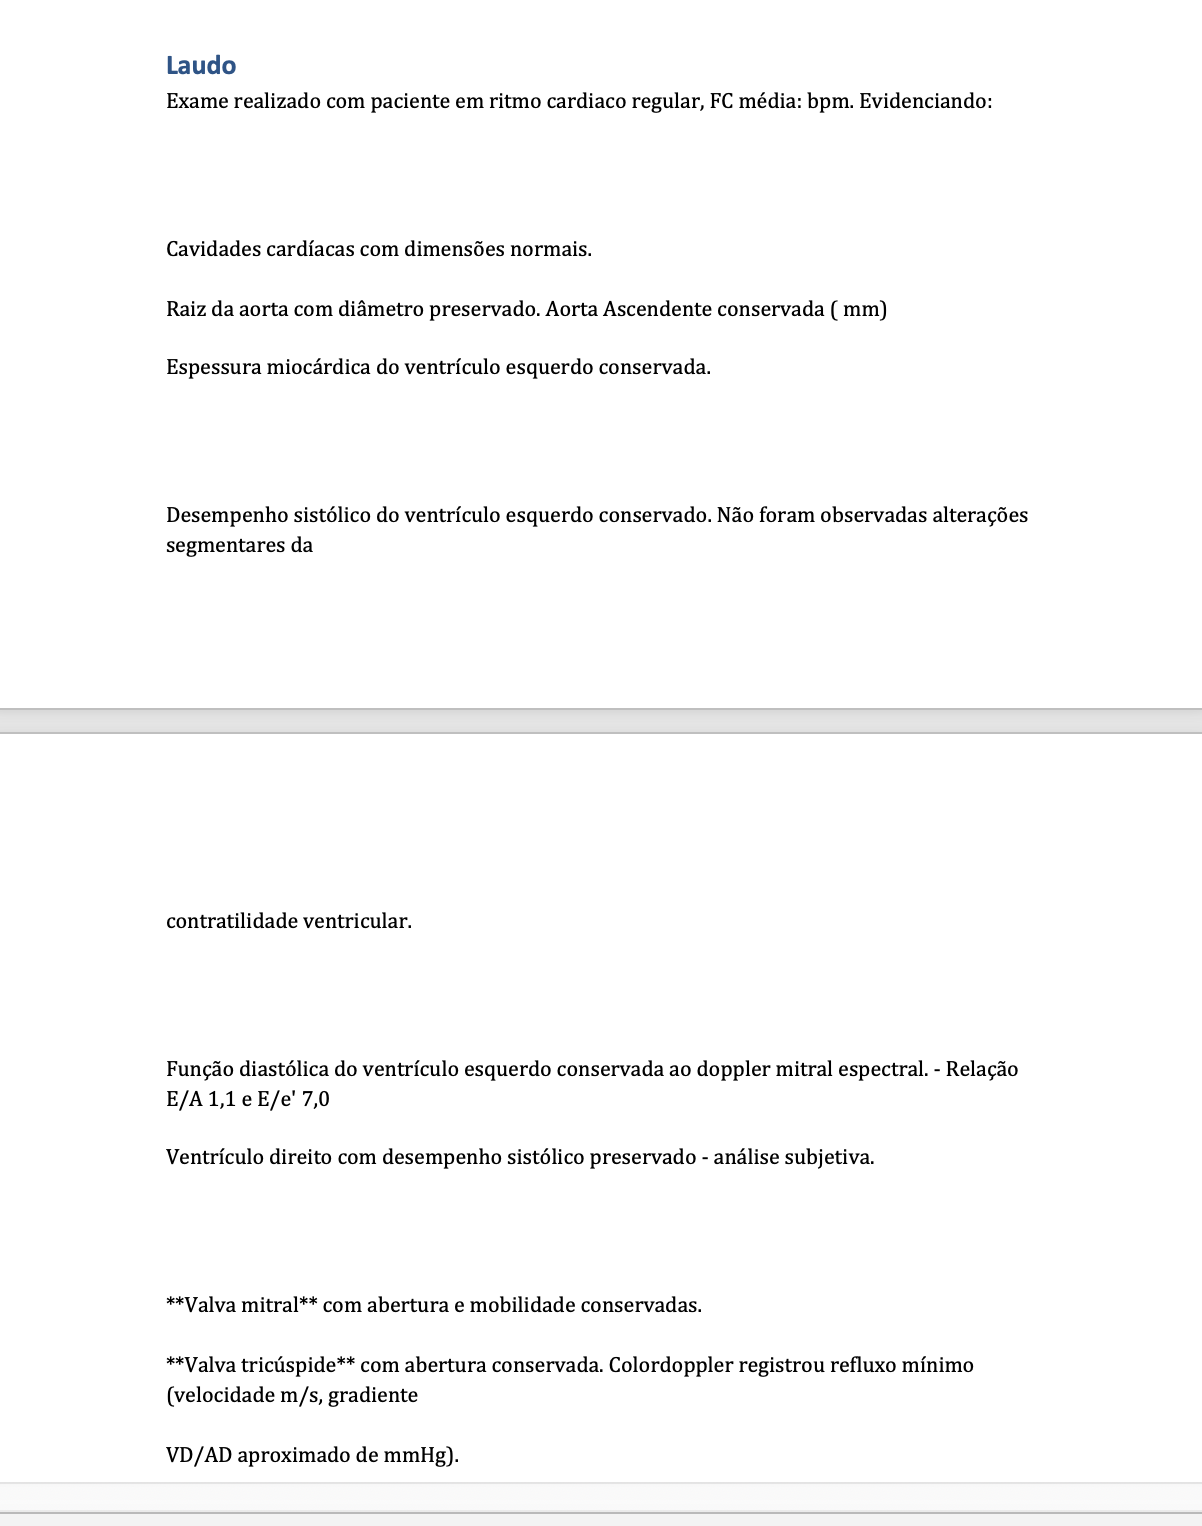 Laudo
Exame realizado com paciente em ritmo cardiaco regular, FC média: bpm. Evidenciando:
Cavidades cardíacas com dimensões normais.
Raiz da aorta com diâmetro preservado. Aorta Ascendente conservada ( mm)
Espessura miocárdica do ventrículo esquerdo conservada.
Desempenho sistólico do ventrículo esquerdo conservado. Não foram observadas alterações
segmentares da
contratilidade ventricular.
Função diastólica do ventrículo esquerdo conservada ao doppler mitral espectral. - Relação
E/A 1,1 e E/e' 7,0
Ventrículo direito com desempenho sistólico preservado - análise subjetiva.
**Valva mitral** com abertura e mobilidade conservadas.
**Valva tricúspide** com abertura conservada. Colordoppler registrou refluxo mínimo
(velocidade m/s, gradiente
VD/AD aproximado de mmHg).